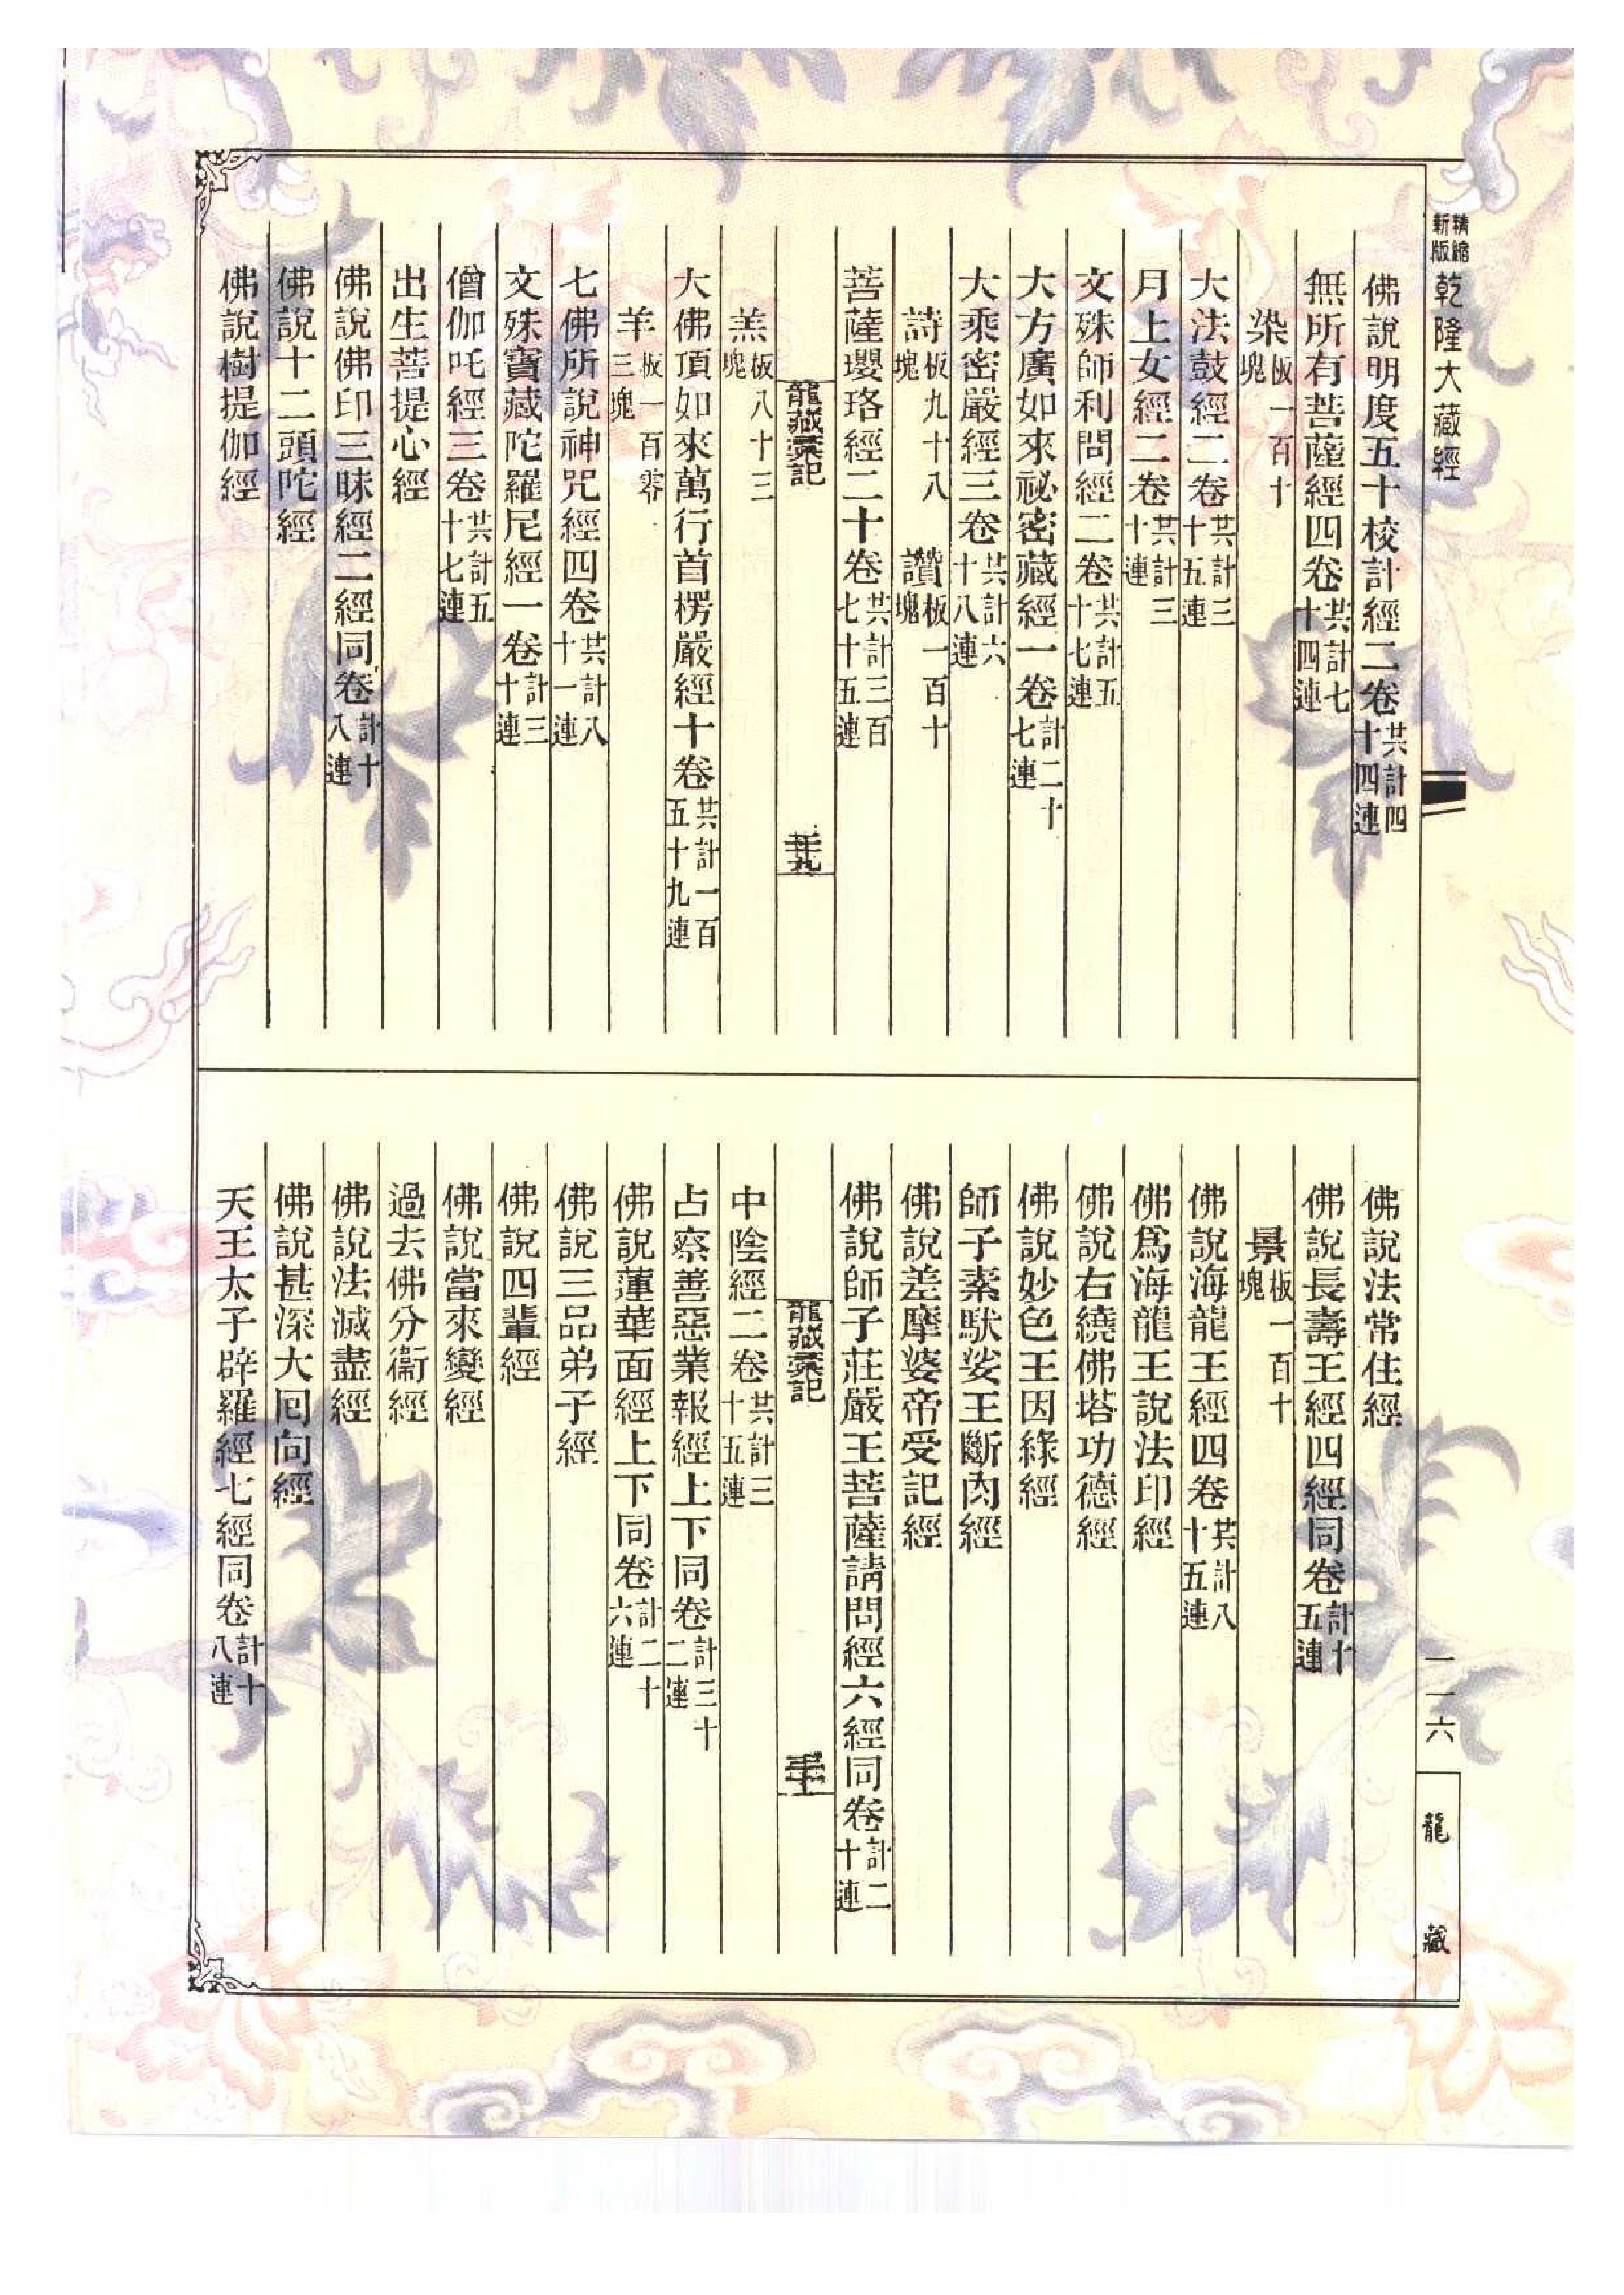 精縮新版
乾隆大藏經
佛說明度五十校計經二卷共計四十四連
無所有菩薩經四卷共計七十四連
染板一百十塊
大法鼓經二卷共計三十五連
月上女經二卷共計三十連
文殊師利問經二卷共計五十七連
大方廣如來祕密藏經一卷計二十七連
大乘密嚴經三卷共計六十八連
詩板九十八塊 讚板一百十塊
菩薩瓔珞經二十卷共計三百七十五連
龍藏彙記
羔板八十三塊
大佛頂如來萬行首楞嚴經十卷共計一百五十九連
羊板一百零三塊
七佛所說神咒經四卷共計八十一連
文殊寶藏陀羅尼經一卷計三十連
僧伽吒經三卷共計五十七連
出生菩提心經
佛說佛印三昧經二經同卷計十八連
佛說十二頭陀經
佛說樹提伽經
佛說法常住經
佛說長壽王經四經同卷計十五連
景板一百十塊
佛說海龍王經四卷共計八十五連
佛爲海龍王說法印經
佛說右繞佛塔功德經
佛說妙色王因緣經
師子素馱娑王斷肉經
佛說差摩婆帝受記經
佛說師子莊嚴王菩薩請問經六經同卷計二十連
龍藏彙記
中陰經二卷共計三十五連
占察善惡業報經上下同卷計三十二連
佛說蓮華面經上下同卷計二十六連
佛說三品弟子經
佛說四輩經
佛說當來變經
過去佛分衞經
佛說法滅盡經
佛說甚深大囘向經
天王太子辟羅經七經同卷計十八連
一一六
龍藏